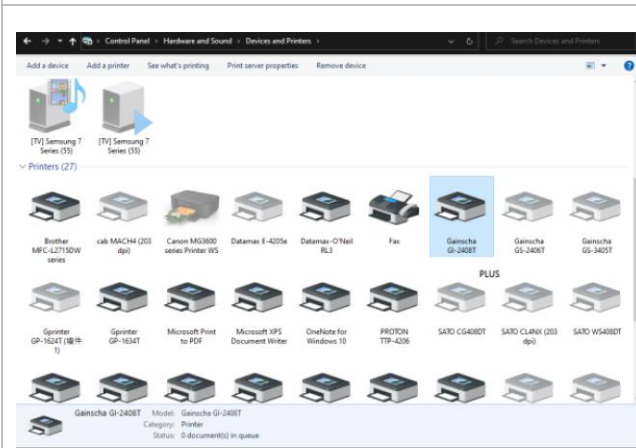 Control Panel › Hardware and Sound › Devices and Printers ›
Search Devices and Printers
Add a device Add a printer See what's printing Print server properties Remove device
[TV] Samsung 7 Series (55)
[TV] Samsung 7 Series (55)
Printers (27)
Brother MFC-L2715DW series
cab MACH4 (203 dpi)
Canon MG3600 series Printer WS
Datamax E-4205e
Datamax-O'Neil RL3
Fax
Gainscha GI-2408T
Gainscha GS-2406T
Gainscha GS-3405T
PLUS
Gprinter GP-1624T ( 1)
Gprinter GP-1634T
Microsoft Print to PDF
Microsoft XPS Document Writer
OneNote for Windows 10
PROTON TTP-4206
SATO CG408DT
SATO CL4NX (203 dpi)
SATO WS408DT
Gainscha GI-2408T Model: Gainscha GI-2408T
Category: Printer
Status: 0 document(s) in queue